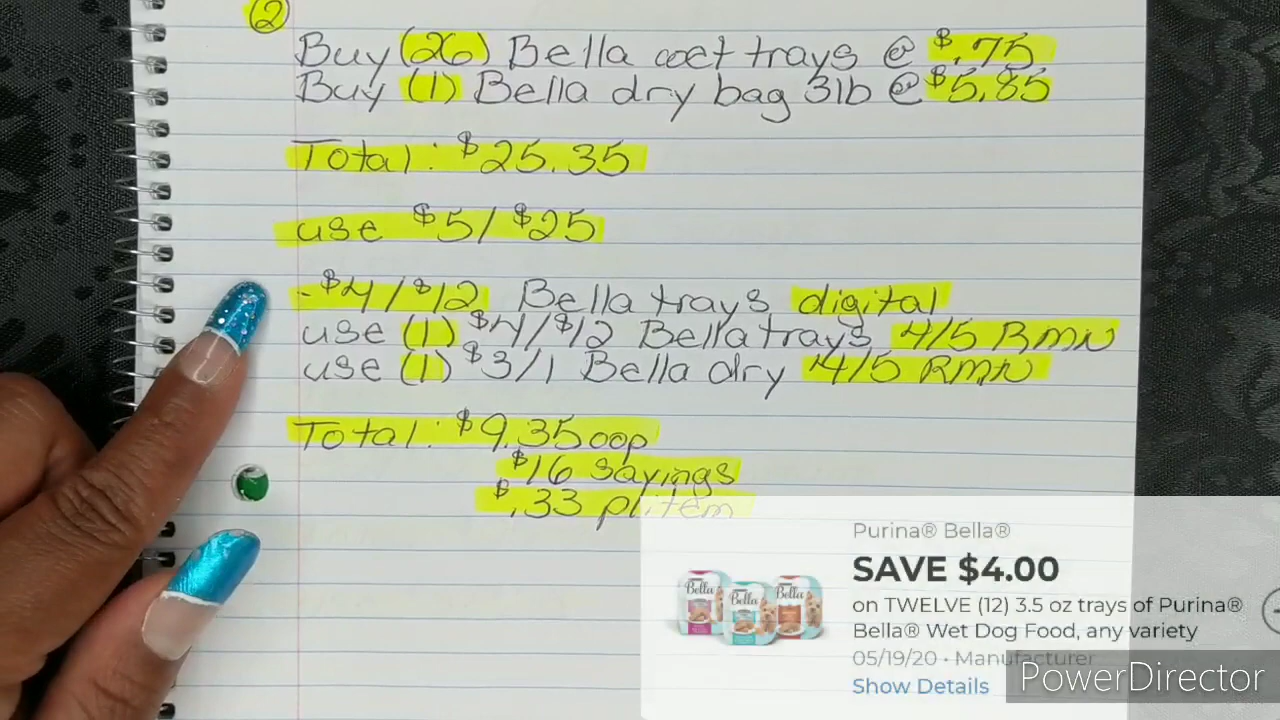 2
Buy (26) Bella wet trays @ $.75
Buy (1) Bella dry bag 3lb @ $5.85
Total: $25.35
use $5/$25
-$4/$12 Bella trays digital
use (1) $4/$12 Bella trays 4/5 RMN
use (1) $3/1 Bella dry 4/5 RMN
Total: $9.35 oop
$16 savings
$.33 p/item
Purina® Bella®
SAVE $4.00
on TWELVE (12) 3.5 oz trays of Purina®
Bella® Wet Dog Food, any variety
05/19/20 • Manufacturer
Show Details
Bella
Bella
Bella
PowerDirector